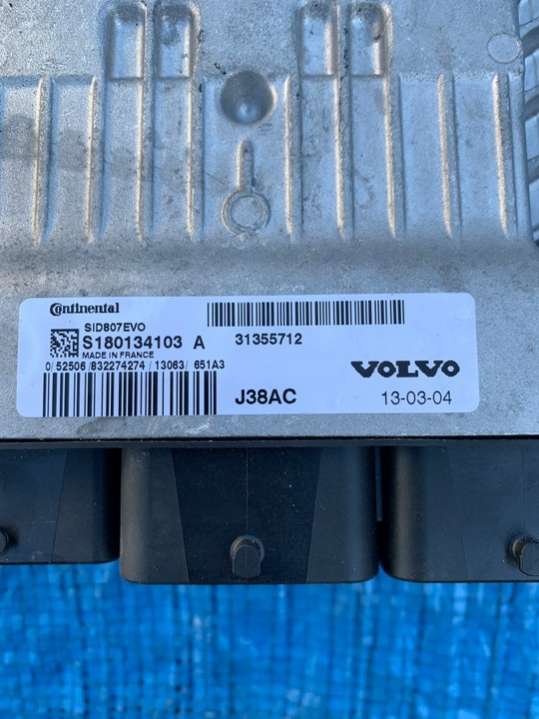 Continental
SID807EVO
S180134103 A
MADE IN FRANCE
0/ 52506 /832274274 / 13063/ 651A3
31355712
VOLVO
J38AC
13-03-04